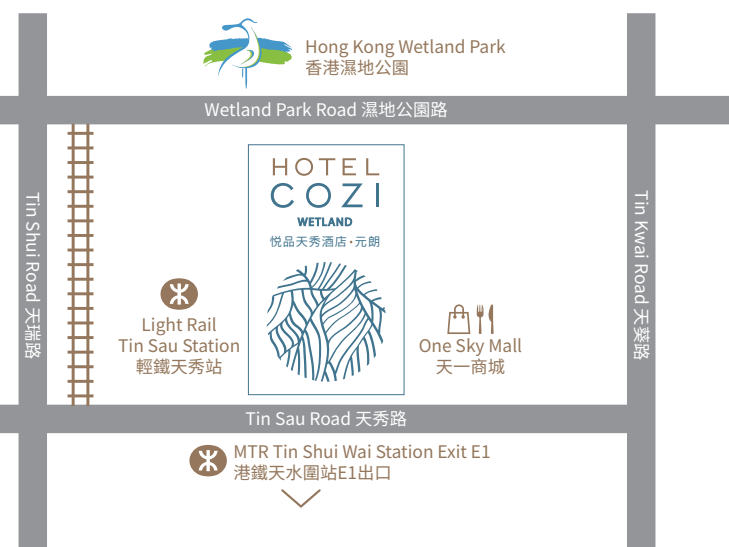 Hong Kong Wetland Park
香港濕地公園
Wetland Park Road 濕地公園路
HOTEL
COZI
WETLAND
悦品天秀酒店·元朗
Tin Shui Road 天瑞路
Tin Kwai Road 天葵路
Light Rail
Tin Sau Station
輕鐵天秀站
One Sky Mall
天一商城
Tin Sau Road 天秀路
MTR Tin Shui Wai Station Exit E1
港鐵天水圍站E1出口